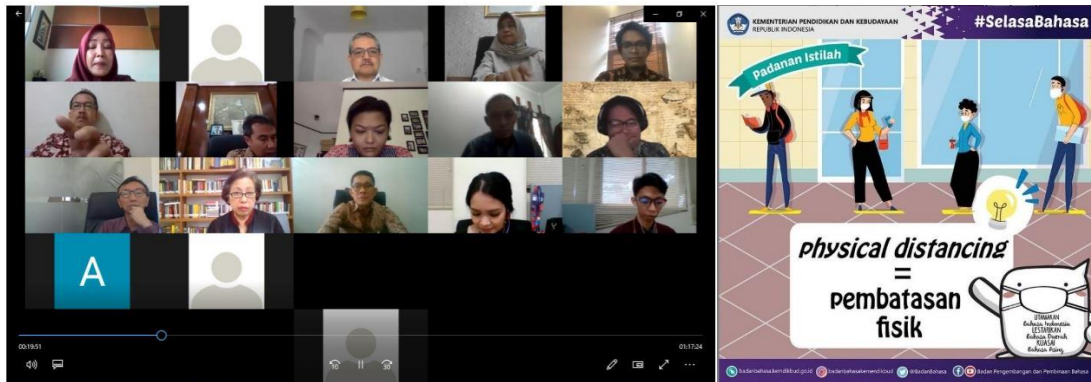 A
00:19:51
01:17:24
10
30
KEMENTERIAN PENDIDIKAN DAN KEBUDAYAAN
REPUBLIK INDONESIA
#SelasaBahasa
Padanan Istilah
physical distancing
=
pembatasan
fisik
UTAMAKAN
Bahasa Indonesia
LESTARIKAN
Bahasa Daerah
KUASAI
Bahasa Asing
badanbahasa.kemdikbud.go.id
badanbahasakemendikbud
@BadanBahasa
Badan Pengembangan dan Pembinaan Bahasa